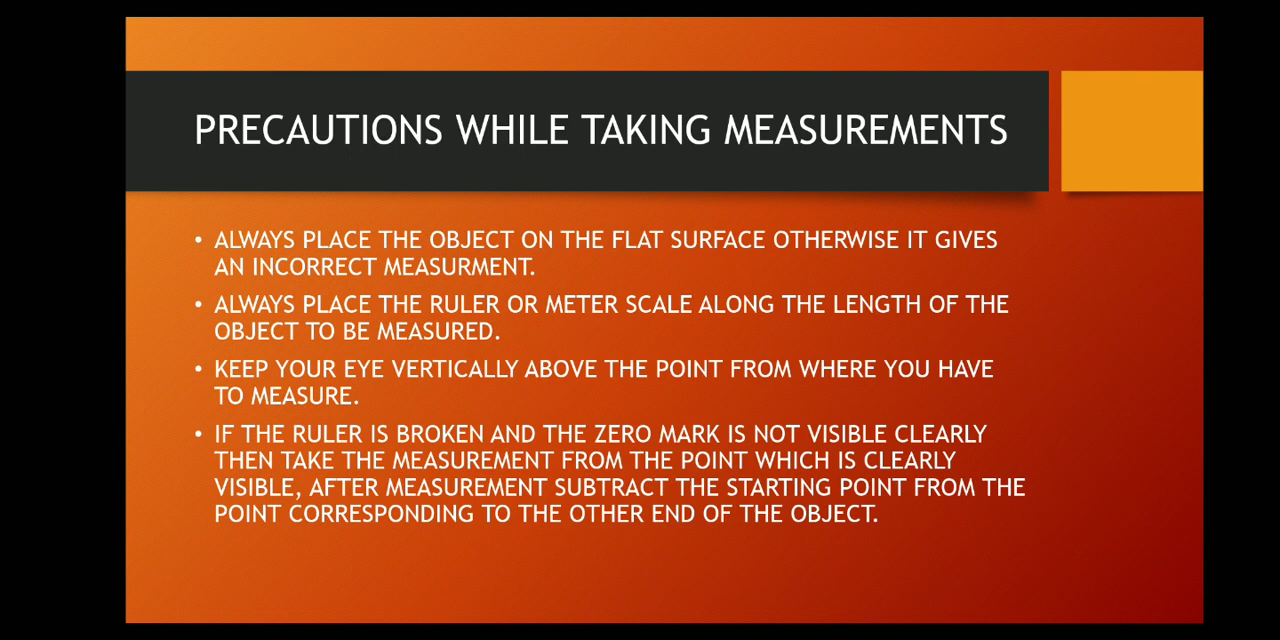 PRECAUTIONS WHILE TAKING MEASUREMENTS
• ALWAYS PLACE THE OBJECT ON THE FLAT SURFACE OTHERWISE IT GIVES
AN INCORRECT MEASURMENT.
• ALWAYS PLACE THE RULER OR METER SCALE ALONG THE LENGTH OF THE
OBJECT TO BE MEASURED.
• KEEP YOUR EYE VERTICALLY ABOVE THE POINT FROM WHERE YOU HAVE
TO MEASURE.
• IF THE RULER IS BROKEN AND THE ZERO MARK IS NOT VISIBLE CLEARLY
THEN TAKE THE MEASUREMENT FROM THE POINT WHICH IS CLEARLY
VISIBLE, AFTER MEASUREMENT SUBTRACT THE STARTING POINT FROM THE
POINT CORRESPONDING TO THE OTHER END OF THE OBJECT.